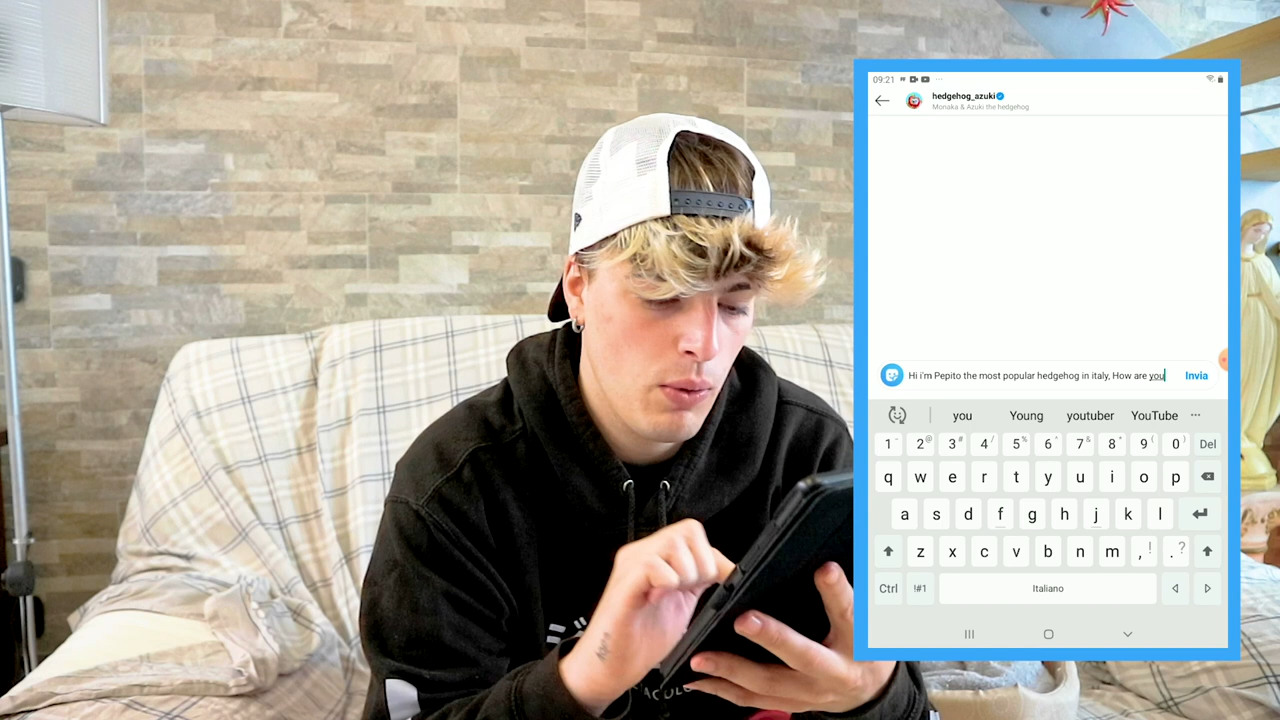 09:21
hedgehog_azuki
Monaka & Azuki the hedgehog
Hi i'm Pepito the most popular hedgehog in italy, How are you
Invia
you Young youtuber YouTube ...
1 2 @ 3 # 4 / 5 % 6 ^ 7 & 8 * 9 ( 0 ) Del
q w e r t y u i o p
a s d f g h j k l
z x c v b n m , ! . ?
Ctrl !#1 Italiano